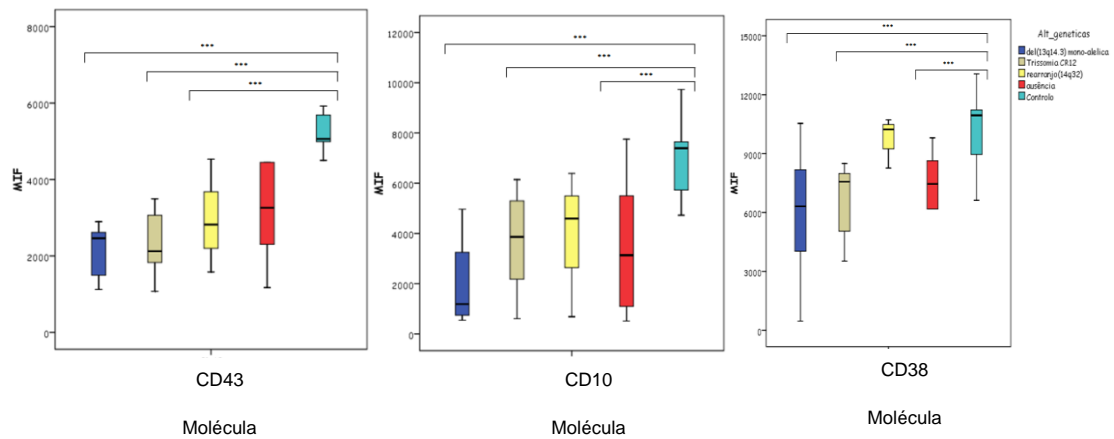 8000
6000
4000
2000
0
MIF
***
***
***
CD43
Molécula
12000
10000
8000
6000
4000
2000
0
MIF
***
***
***
CD10
Molécula
15000
12000
9000
6000
3000
0
MIF
***
***
***
CD38
Molécula
Alt_geneticas
del(13q14.3) mono-alelica
Trissomia CR12
rearranjo(14q32)
ausência
Controlo